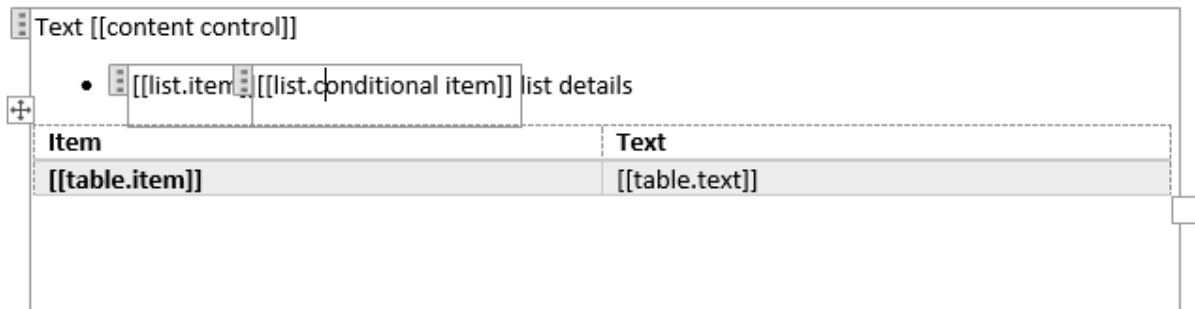 Text [[content control]]
• [[list.item [[list.conditional item]] list details
Item Text
[[table.item]] [[table.text]]